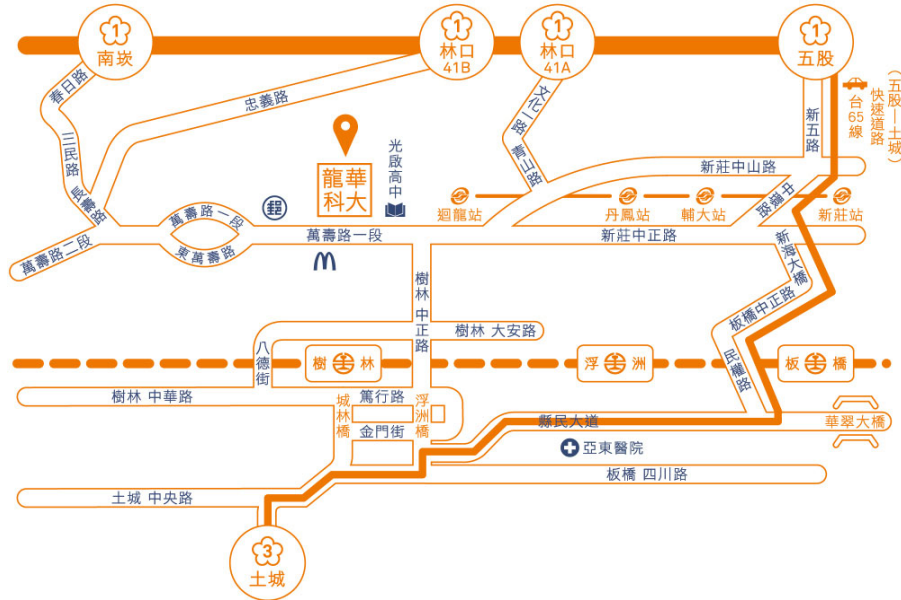 1
南崁
1
林口
41B
1
林口
41A
1
五股
春日路
忠義路
文化一路
新五路
台65線
快速道路
(五股—土城)
三民路
龍華
科大
光啟高中
青山路
新莊中山路
長壽路
郵
迴龍站
丹鳳站
輔大站
中環路
新莊站
萬壽路二段
萬壽路一段
東萬壽路
萬壽路一段
新莊中正路
新海大橋
樹林 中正路
樹林 大安路
板橋中正路
八德街
樹 林
浮 洲
板 橋
民權路
樹林 中華路
城林橋
篤行路
金門街
浮洲橋
縣民大道
華翠大橋
亞東醫院
板橋 四川路
土城 中央路
3
土城